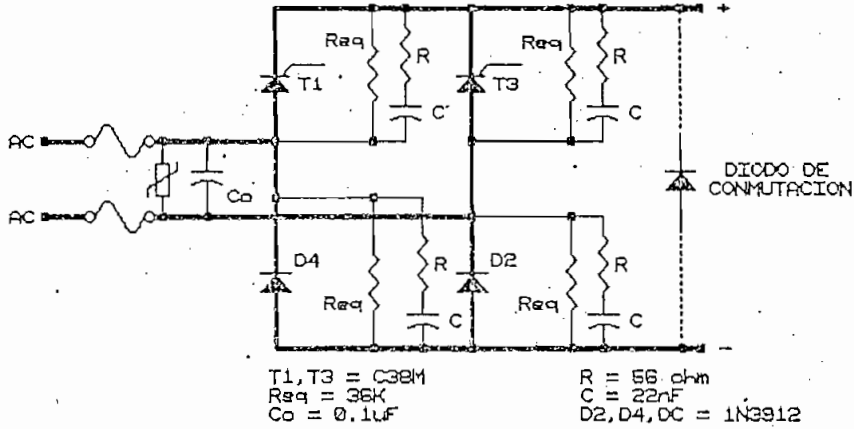 +
Req
R
C
T1
Req
R
C
T3
AC
Co
DIODO DE
CONMUTACION
AC
D4
Req
R
C
D2
Req
R
C
-
T1,T3 = C38M
Req = 36K
Co = 0.1uF
R = 56 ohm
C = 22nF
D2,D4,DC = 1N3912